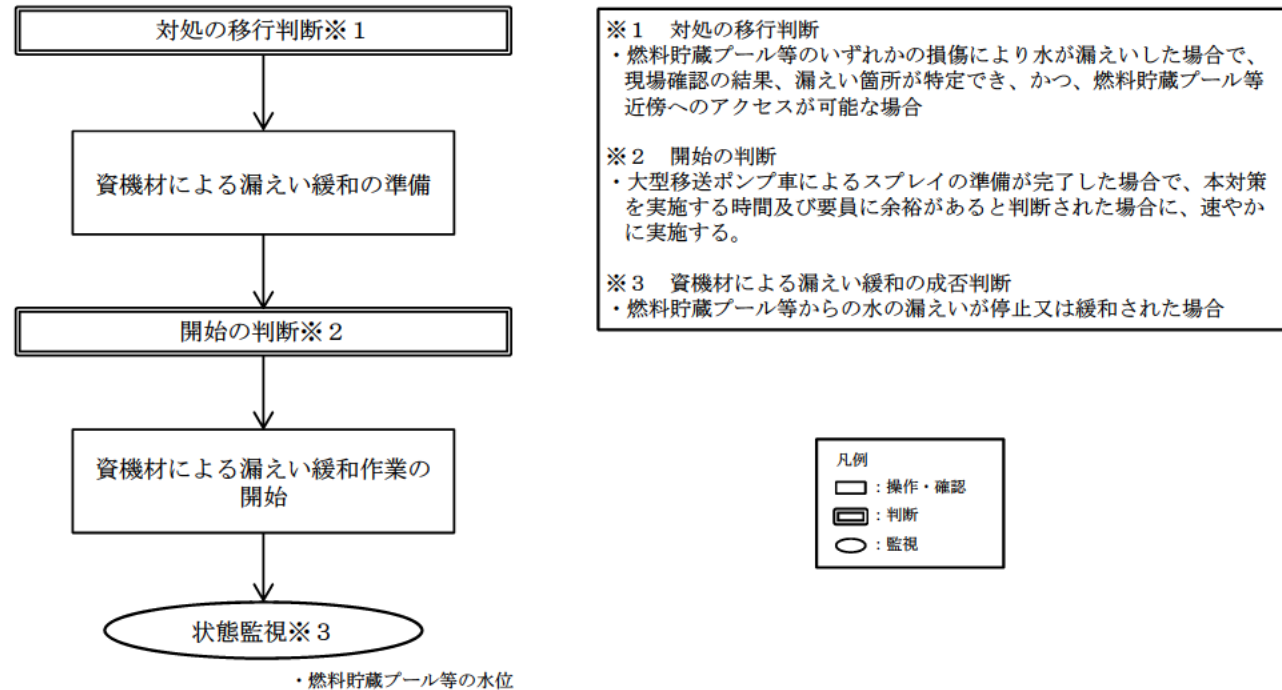 対処の移行判断※1
資機材による漏えい緩和の準備
開始の判断※2
資機材による漏えい緩和作業の
開始
状態監視※3
・燃料貯蔵プール等の水位
※1 対処の移行判断
・燃料貯蔵プール等のいずれかの損傷により水が漏えいした場合で、
現場確認の結果、漏えい箇所が特定でき、かつ、燃料貯蔵プール等
近傍へのアクセスが可能な場合
※2 開始の判断
・大型移送ポンプ車によるスプレイの準備が完了した場合で、本対策
を実施する時間及び要員に余裕があると判断された場合に、速やか
に実施する。
※3 資機材による漏えい緩和の成否判断
・燃料貯蔵プール等からの水の漏えいが停止又は緩和された場合
凡例
:操作・確認
:判断
:監視